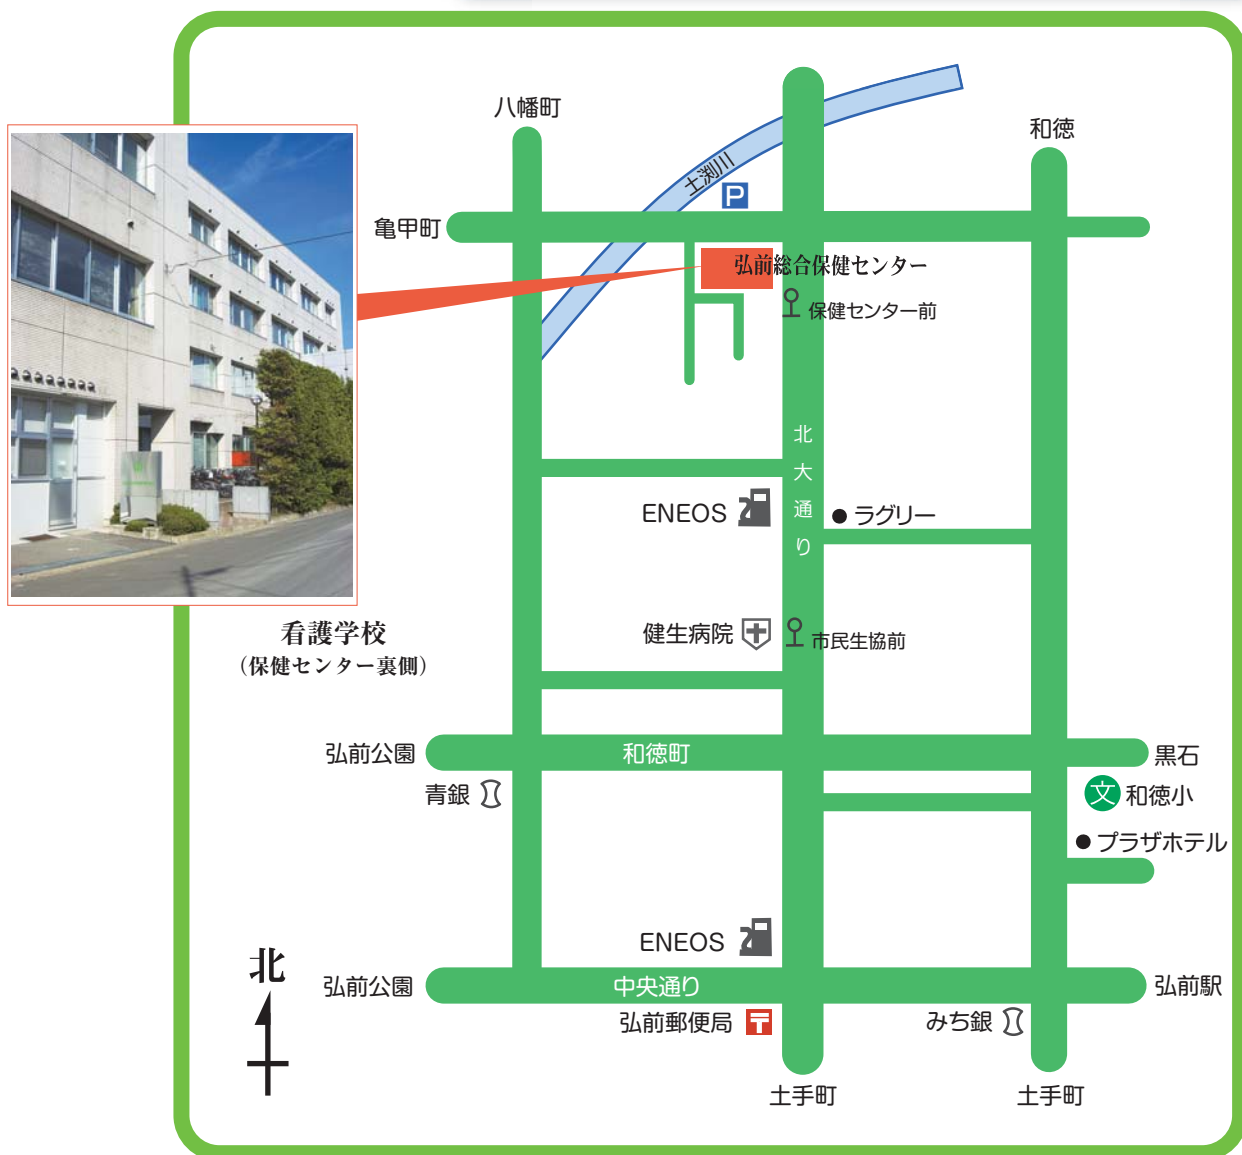 八幡町
和徳
土渕川
P
亀甲町
弘前総合保健センター
保健センター前
北大通り
ENEOS
ラグリー
健生病院
市民生協前
看護学校
（保健センター裏側）
弘前公園
和徳町
黒石
青銀
文
和徳小
プラザホテル
ENEOS
北
弘前公園
中央通り
弘前駅
弘前郵便局
みち銀
土手町
土手町